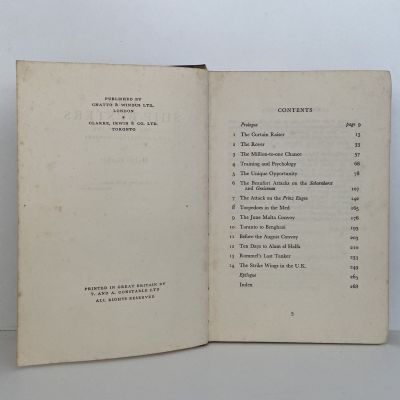 PUBLISHED BY
CHATTO & WINDUS LTD.
LONDON
CLARKE, IRWIN & CO. LTD.
TORONTO
PRINTED IN GREAT BRITAIN BY
T. AND A. CONSTABLE LTD
ALL RIGHTS RESERVED
CONTENTS
Prologue page 9
1 The Curtain Raiser 13
2 The Rover 33
3 The Million-to-one Chance 57
4 Training and Psychology 68
5 The Unique Opportunity 78
6 The Beaufort Attacks on the Scharnhorst
and Gneisenau 107
7 The Attack on the Prinz Eugen 140
8 Torpedoes in the Med 165
9 The June Malta Convoy 176
10 Taranto to Benghazi 193
11 Before the August Convoy 203
12 Ten Days to Alam el Halfa 210
13 Rommel's Last Tanker 233
14 The Strike Wings in the U.K. 249
Epilogue 263
Index 268
5